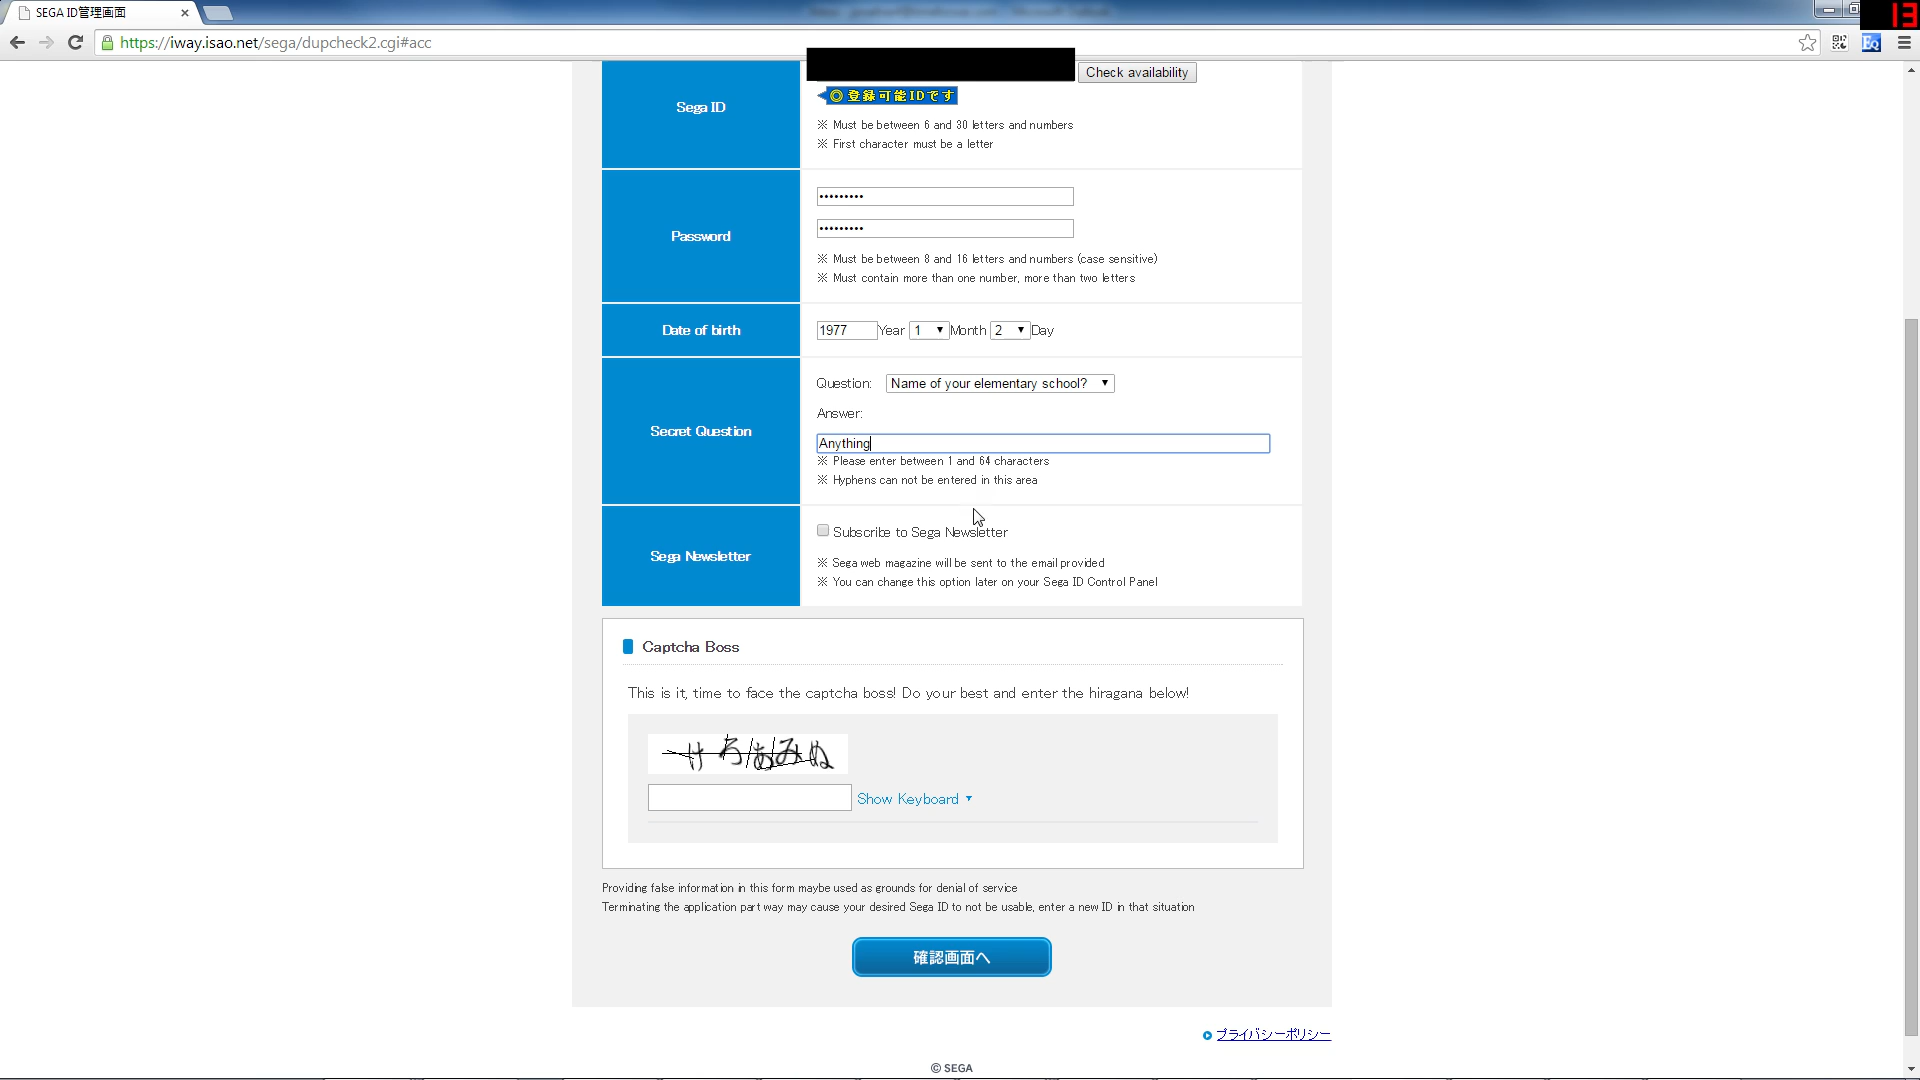 SEGA ID管理画面
13
https://iway.isao.net/sega/dupcheck2.cgi#acc
Check availability
◎ 登録可能IDです
Sega ID
※ Must be between 6 and 30 letters and numbers
※ First character must be a letter
Password
※ Must be between 8 and 16 letters and numbers (case sensitive)
※ Must contain more than one number, more than two letters
Date of birth
1977 Year 1 Month 2 Day
Question: Name of your elementary school?
Answer:
Secret Question
Anything
※ Please enter between 1 and 64 characters
※ Hyphens can not be entered in this area
Subscribe to Sega Newsletter
Sega Newsletter
※ Sega web magazine will be sent to the email provided
※ You can change this option later on your Sega ID Control Panel
Captcha Boss
This is it, time to face the captcha boss! Do your best and enter the hiragana below!
Show Keyboard
Providing false information in this form maybe used as grounds for denial of service
Terminating the application part way may cause your desired Sega ID to not be usable, enter a new ID in that situation
確認画面へ
プライバシーポリシー
© SEGA